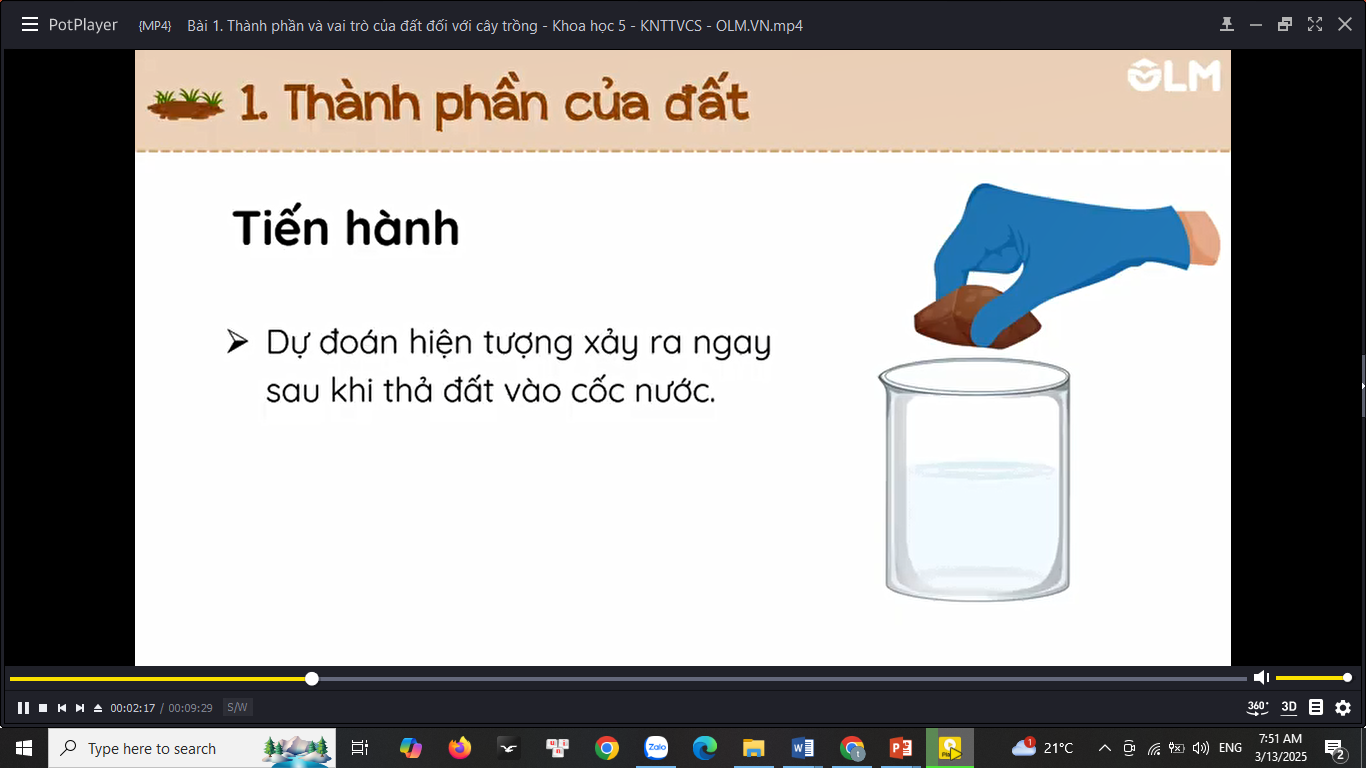 PotPlayer {MP4} Bài 1. Thành phần và vai trò của đất đối với cây trồng - Khoa học 5 - KNTTVCS - OLM.VN.mp4
OLM
1. Thành phần của đất
Tiến hành
➢ Dự đoán hiện tượng xảy ra ngay
sau khi thả đất vào cốc nước.
00:02:17 / 00:09:29 S/W
360° 3D
Type here to search
Zalo
21°C
ENG
7:51 AM
3/13/2025
2